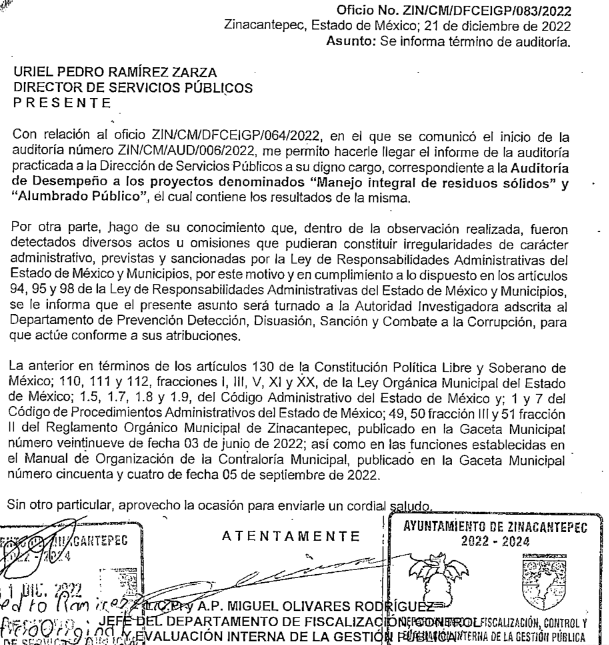 Oficio No. ZIN/CM/DFCEIGP/083/2022
Zinacantepec, Estado de México; 21 de diciembre de 2022
Asunto: Se informa término de auditoría.
URIEL PEDRO RAMÍREZ ZARZA
DIRECTOR DE SERVICIOS PÚBLICOS
P R E S E N T E
Con relación al oficio ZIN/CM/DFCEIGP/064/2022, en el que se comunicó el inicio de la
auditoría número ZIN/CM/AUD/006/2022, me permito hacerle llegar el informe de la auditoría
practicada a la Dirección de Servicios Públicos a su digno cargo, correspondiente a la Auditoría
de Desempeño a los proyectos denominados “Manejo integral de residuos sólidos” y
“Alumbrado Público”, el cual contiene los resultados de la misma.
Por otra parte, hago de su conocimiento que, dentro de la observación realizada, fueron
detectados diversos actos u omisiones que pudieran constituir irregularidades de carácter
administrativo, previstas y sancionadas por la Ley de Responsabilidades Administrativas del
Estado de México y Municipios, por este motivo y en cumplimiento a lo dispuesto en los artículos
94, 95 y 98 de la Ley de Responsabilidades Administrativas del Estado de México y Municipios,
se le informa que el presente asunto será turnado a la Autoridad Investigadora adscrita al
Departamento de Prevención Detección, Disuasión, Sanción y Combate a la Corrupción, para
que actúe conforme a sus atribuciones.
La anterior en términos de los artículos 130 de la Constitución Política Libre y Soberano de
México; 110, 111 y 112, fracciones I, III, V, XI y XX, de la Ley Orgánica Municipal del Estado
de México; 1.5, 1.7, 1.8 y 1.9, del Código Administrativo del Estado de México y; 1 y 7 del
Código de Procedimientos Administrativos del Estado de México; 49, 50 fracción III y 51 fracción
II del Reglamento Orgánico Municipal de Zinacantepec, publicado en la Gaceta Municipal
número veintinueve de fecha 03 de junio de 2022; así como en las funciones establecidas en
el Manual de Organización de la Contraloría Municipal, publicado en la Gaceta Municipal
número cincuenta y cuatro de fecha 05 de septiembre de 2022.
Sin otro particular, aprovecho la ocasión para enviarle un cordial saludo.
A T E N T A M E N T E
AYUNTAMIENTO DE ZINACANTEPEC
2022 - 2024
DIC. 2022
Y A.P. MIGUEL OLIVARES RODRÍGUEZ
JEFE DEL DEPARTAMENTO DE FISCALIZACIÓN, CONTROL
FISCALIZACIÓN, CONTROL Y
EVALUACIÓN INTERNA DE LA GESTIÓN PÚBLICA
INTERNA DE LA GESTIÓN PÚBLICA